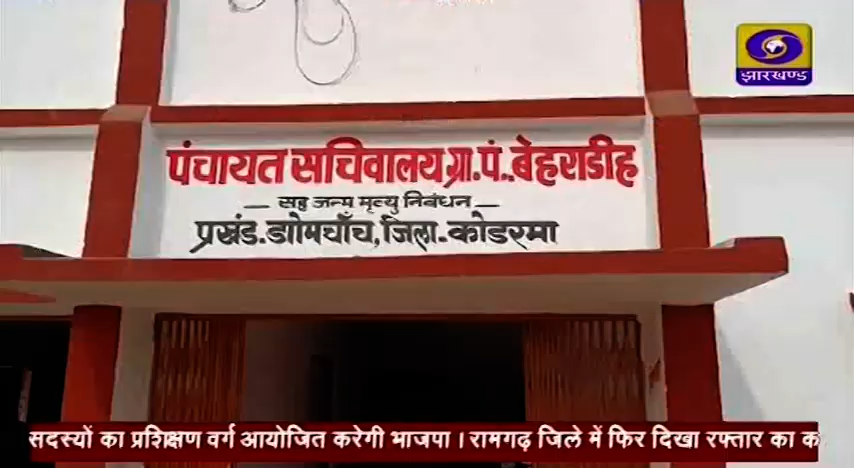 झारखण्ड
पंचायत सचिवालय ग्रा.पं..बेहराडीह
— सह जन्म मृत्यु निबंधन —
प्रखंड.डोमचाँच,जिला.-कोडरमा
सदस्यों का प्रशिक्षण वर्ग आयोजित करेगी भाजपा । रामगढ़ जिले में फिर दिखा रफ्तार का